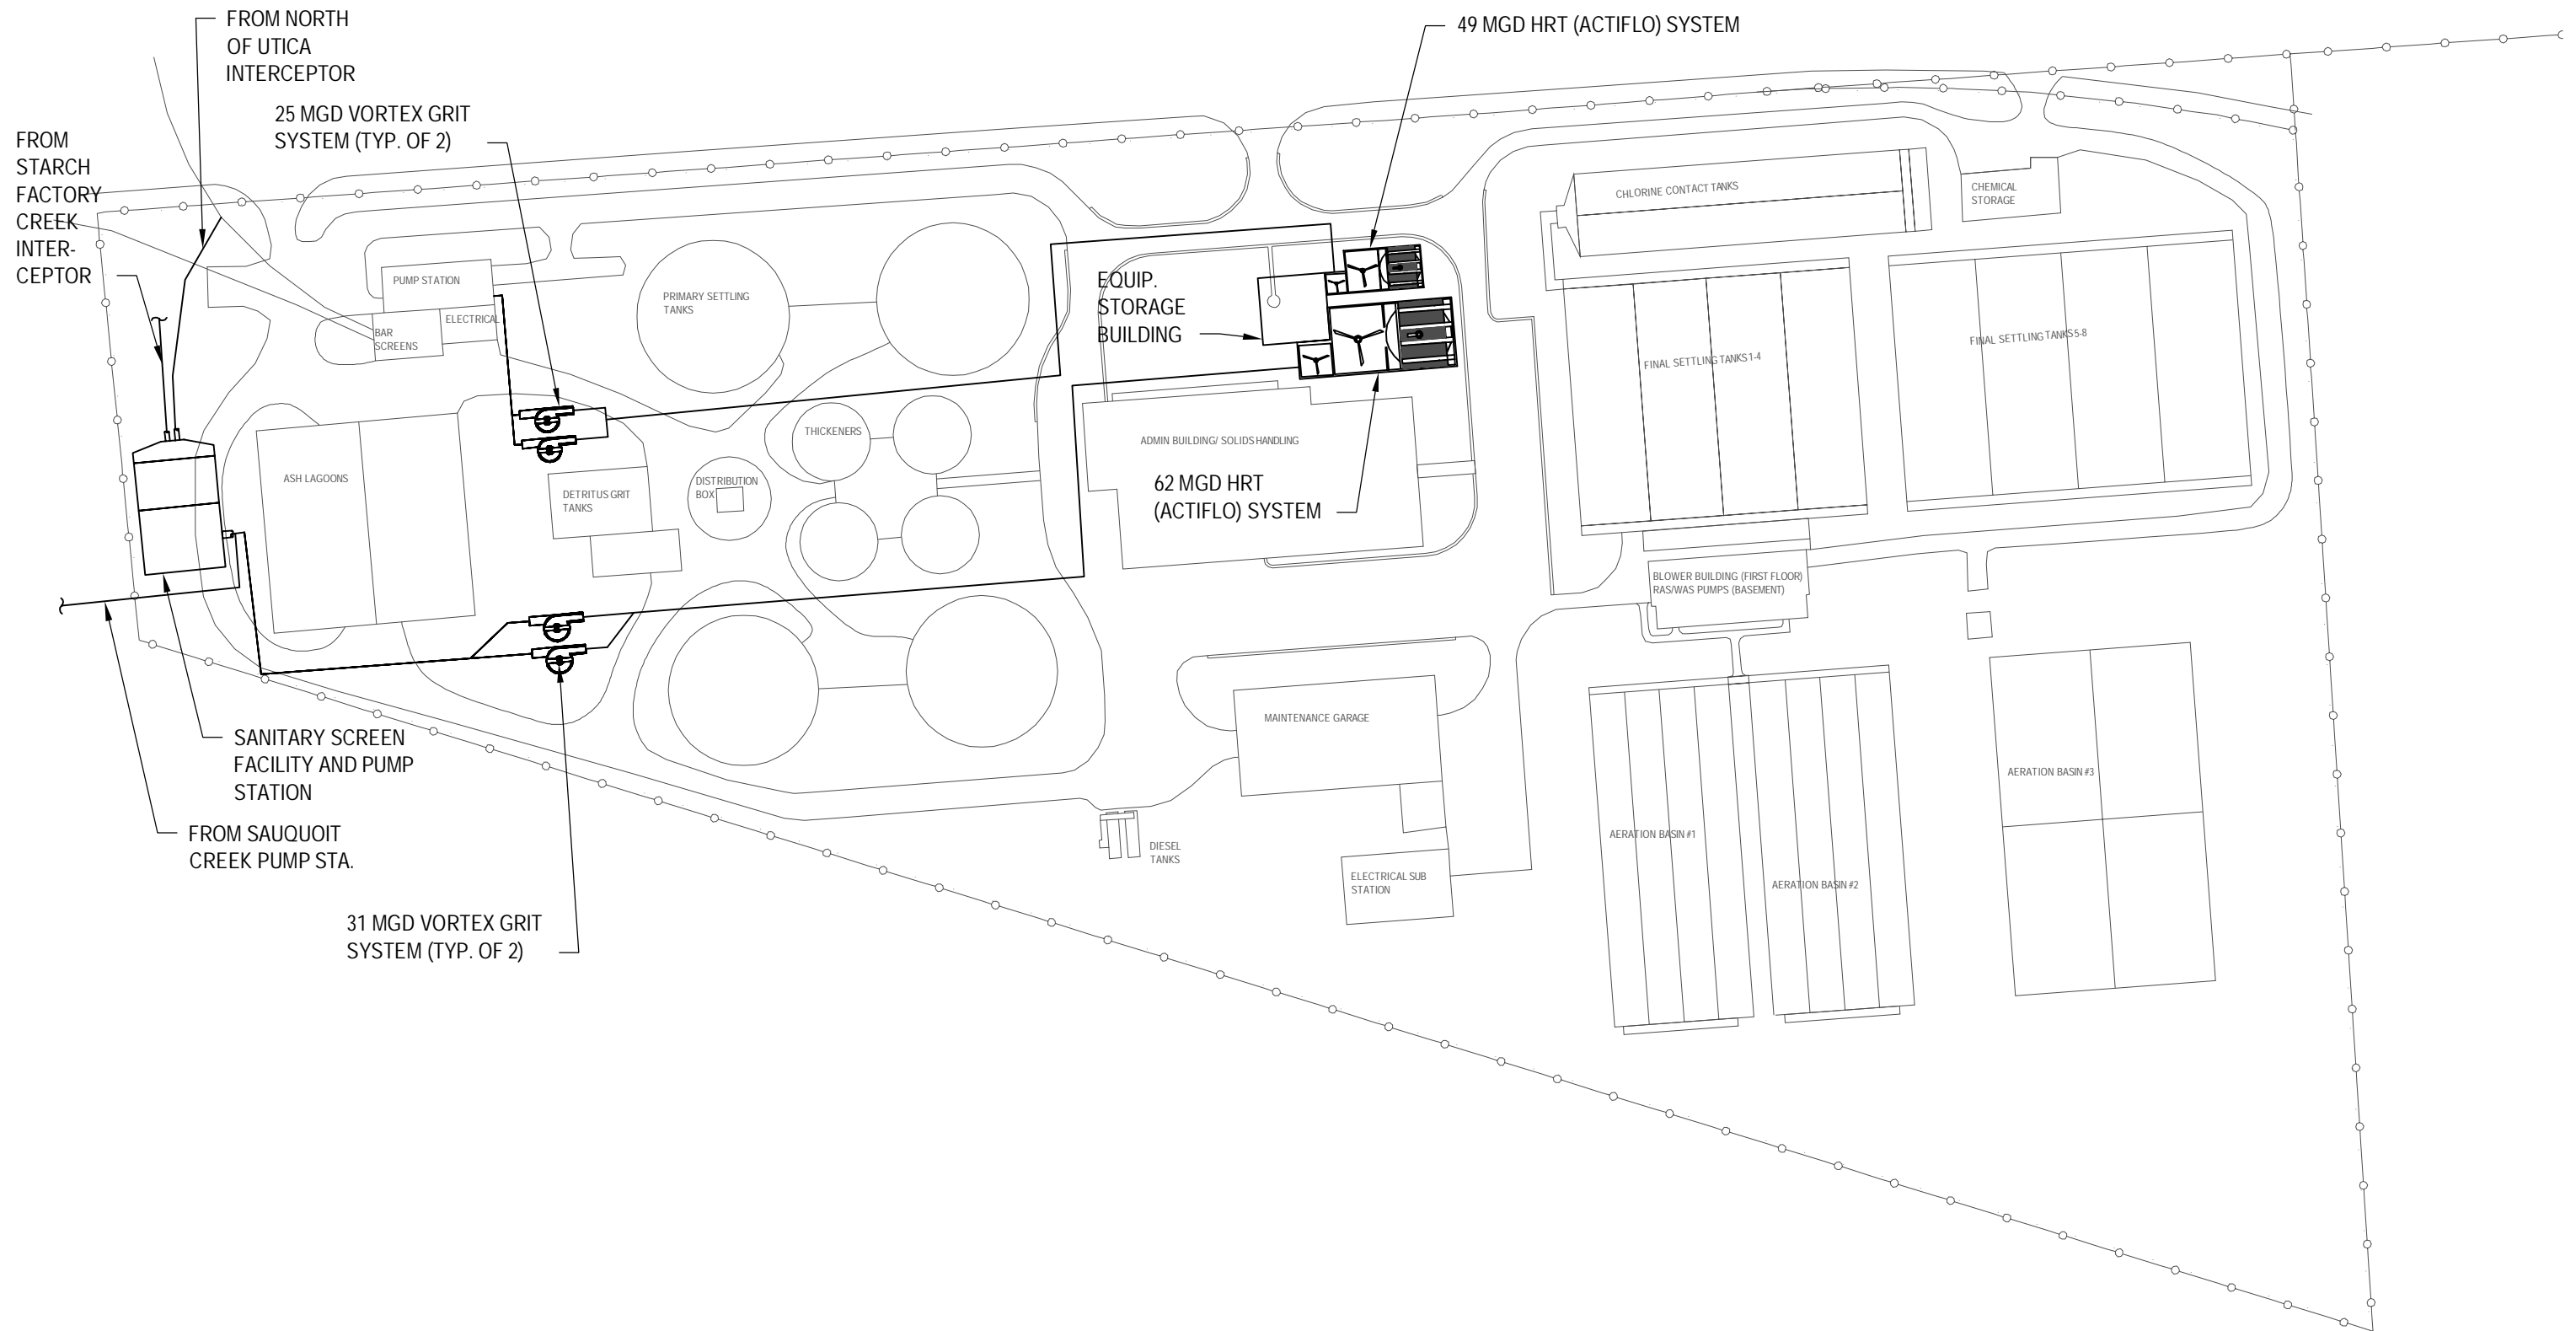 FROM NORTH
OF UTICA
INTERCEPTOR
49 MGD HRT (ACTIFLO) SYSTEM
25 MGD VORTEX GRIT
SYSTEM (TYP. OF 2)
FROM
STARCH
FACTORY
CREEK
INTER-
CEPTOR
CHLORINE CONTACT TANKS
CHEMICAL
STORAGE
PUMP STATION
ELECTRICAL
BAR
SCREENS
PRIMARY SETTLING
TANKS
EQUIP.
STORAGE
BUILDING
FINAL SETTLING TANKS 1-4
FINAL SETTLING TANKS 5-8
THICKENERS
ADMIN BUILDING/ SOLIDS HANDLING
ASH LAGOONS
DETRITUS GRIT
TANKS
DISTRIBUTION
BOX
62 MGD HRT
(ACTIFLO) SYSTEM
BLOWER BUILDING (FIRST FLOOR)
RAS/WAS PUMPS (BASEMENT)
SANITARY SCREEN
FACILITY AND PUMP
STATION
MAINTENANCE GARAGE
AERATION BASIN #3
FROM SAUQUOIT
CREEK PUMP STA.
DIESEL
TANKS
AERATION BASIN #1
ELECTRICAL SUB
STATION
AERATION BASIN #2
31 MGD VORTEX GRIT
SYSTEM (TYP. OF 2)